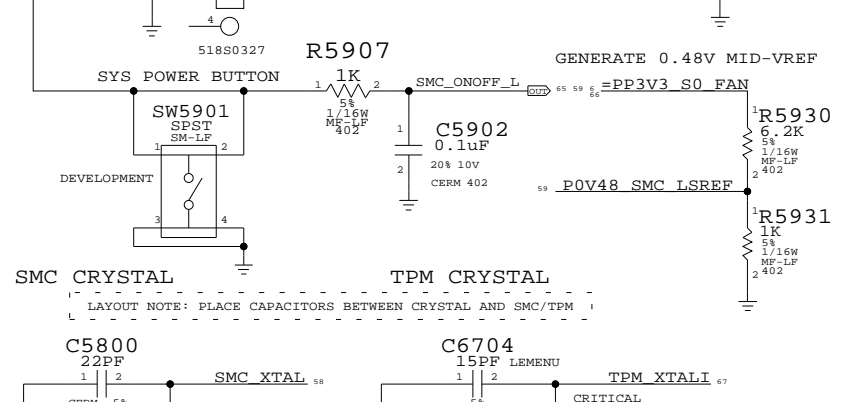 4
518S0327
R5907
GENERATE 0.48V MID-VREF
SYS POWER BUTTON
1 1K 2
5%
1/16W
MF-LF
402
SMC_ONOFF_L
OUT
65 59 6
66
=PP3V3_S0_FAN
SW5901
SPST
SM-LF
1 2
DEVELOPMENT
3 4
C5902
0.1uF
20% 10V
CERM 402
1
2
1
R5930
6.2K
5%
1/16W
MF-LF
402
2
59 P0V48_SMC_LSREF
1
R5931
1K
5%
1/16W
MF-LF
402
2
SMC CRYSTAL
TPM CRYSTAL
LAYOUT NOTE: PLACE CAPACITORS BETWEEN CRYSTAL AND SMC/TPM
C5800
22PF
1 2
SMC_XTAL 58
CERM 5%
C6704
15PF LEMENU
1 2
TPM_XTALI 67
5%
CRITICAL